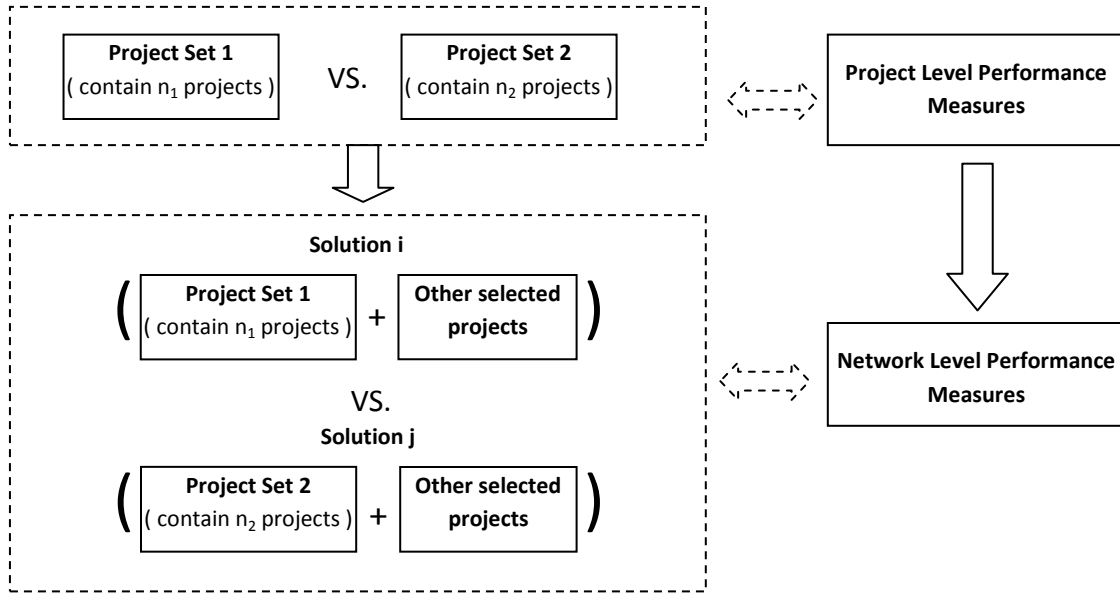 Project Set 1
( contain n₁ projects )
VS.
Project Set 2
( contain n₂ projects )
Project Level Performance
Measures
Solution i
(
Project Set 1
( contain n₁ projects )
+
Other selected
projects
)
VS.
Solution j
(
Project Set 2
( contain n₂ projects )
+
Other selected
projects
)
Network Level Performance
Measures